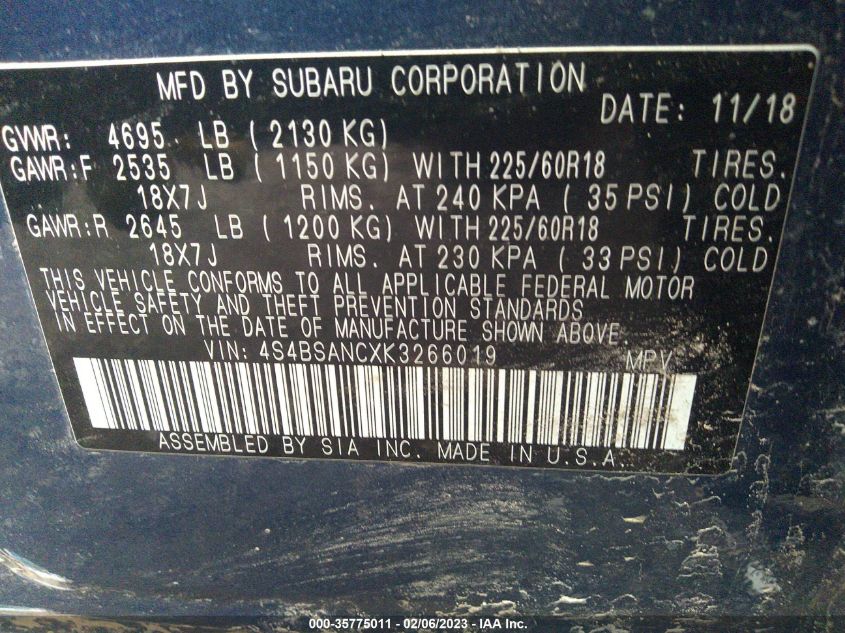 MFD BY SUBARU CORPORATION
DATE: 11/18
GVWR: 4695 LB (2130 KG)
GAWR:F 2535 LB (1150 KG) WITH 225/60R18 TIRES.
18X7J RIMS. AT 240 KPA (35 PSI) COLD
GAWR:R 2645 LB (1200 KG) WITH 225/60R18 TIRES.
18X7J RIMS. AT 230 KPA (33 PSI) COLD
THIS VEHICLE CONFORMS TO ALL APPLICABLE FEDERAL MOTOR
VEHICLE SAFETY AND THEFT PREVENTION STANDARDS
IN EFFECT ON THE DATE OF MANUFACTURE SHOWN ABOVE.
VIN: 4S4BSANCXK3266019 MPV
ASSEMBLED BY SIA INC. MADE IN U.S.A.
000-35775011 - 02/06/2023 - IAA Inc.